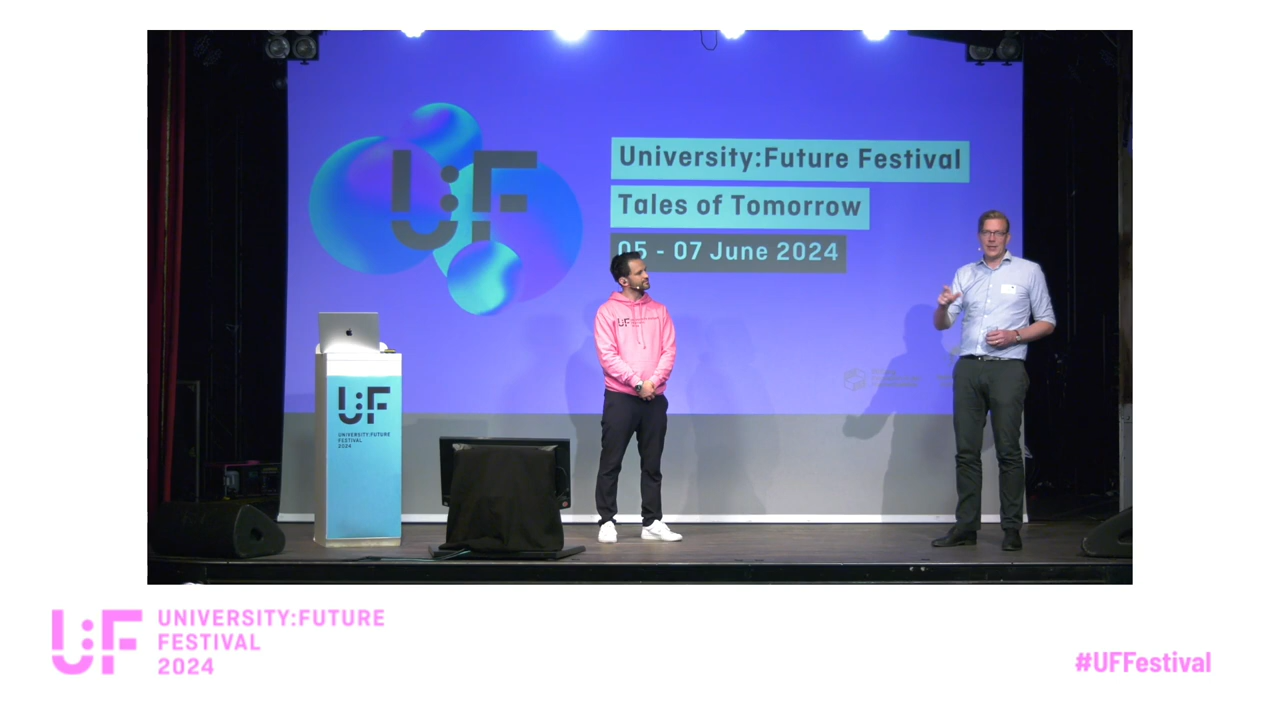 U:F
University:Future Festival
Tales of Tomorrow
05 - 07 June 2024
U:F
U:F
UNIVERSITY:FUTURE
FESTIVAL
2024
U:F
UNIVERSITY:FUTURE
FESTIVAL
2024
#UFFestival